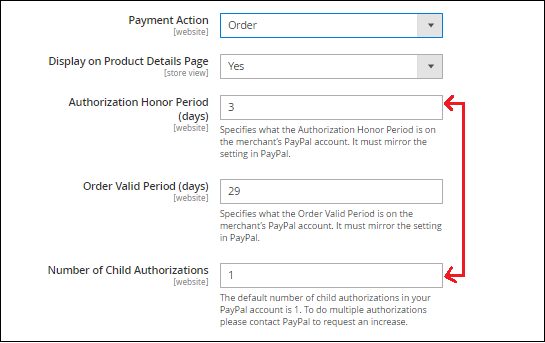 Payment Action
[website]
Order
Display on Product Details Page
[store view]
Yes
Authorization Honor Period
(days)
[website]
3
Specifies what the Authorization Honor Period is on
the merchant's PayPal account. It must mirror the
setting in PayPal.
Order Valid Period (days)
[website]
29
Specifies what the Order Valid Period is on the
merchant's PayPal account. It must mirror the setting
in PayPal.
Number of Child Authorizations
[website]
1
The default number of child authorizations in your
PayPal account is 1. To do multiple authorizations
please contact PayPal to request an increase.